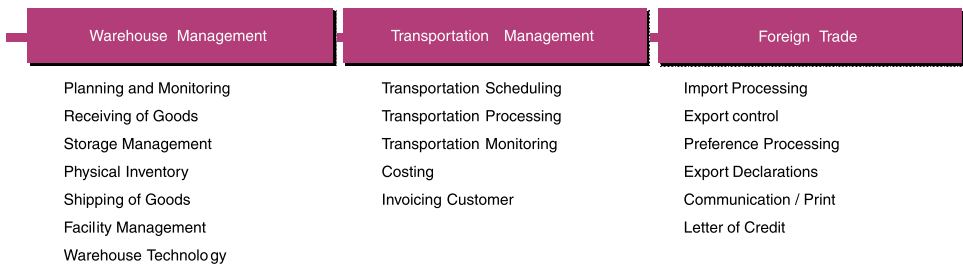 Warehouse Management
Transportation Management
Foreign Trade
Planning and Monitoring
Receiving of Goods
Storage Management
Physical Inventory
Shipping of Goods
Facility Management
Warehouse Technology
Transportation Scheduling
Transportation Processing
Transportation Monitoring
Costing
Invoicing Customer
Import Processing
Export control
Preference Processing
Export Declarations
Communication / Print
Letter of Credit